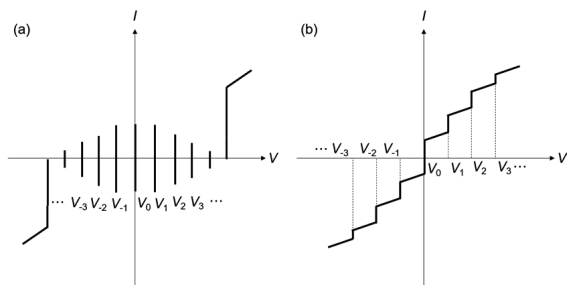 (a)
I
V
··· V-3 V-2 V-1 V0 V1 V2 V3 ···
(b)
I
V
··· V-3 V-2 V-1
V0 V1 V2 V3 ···